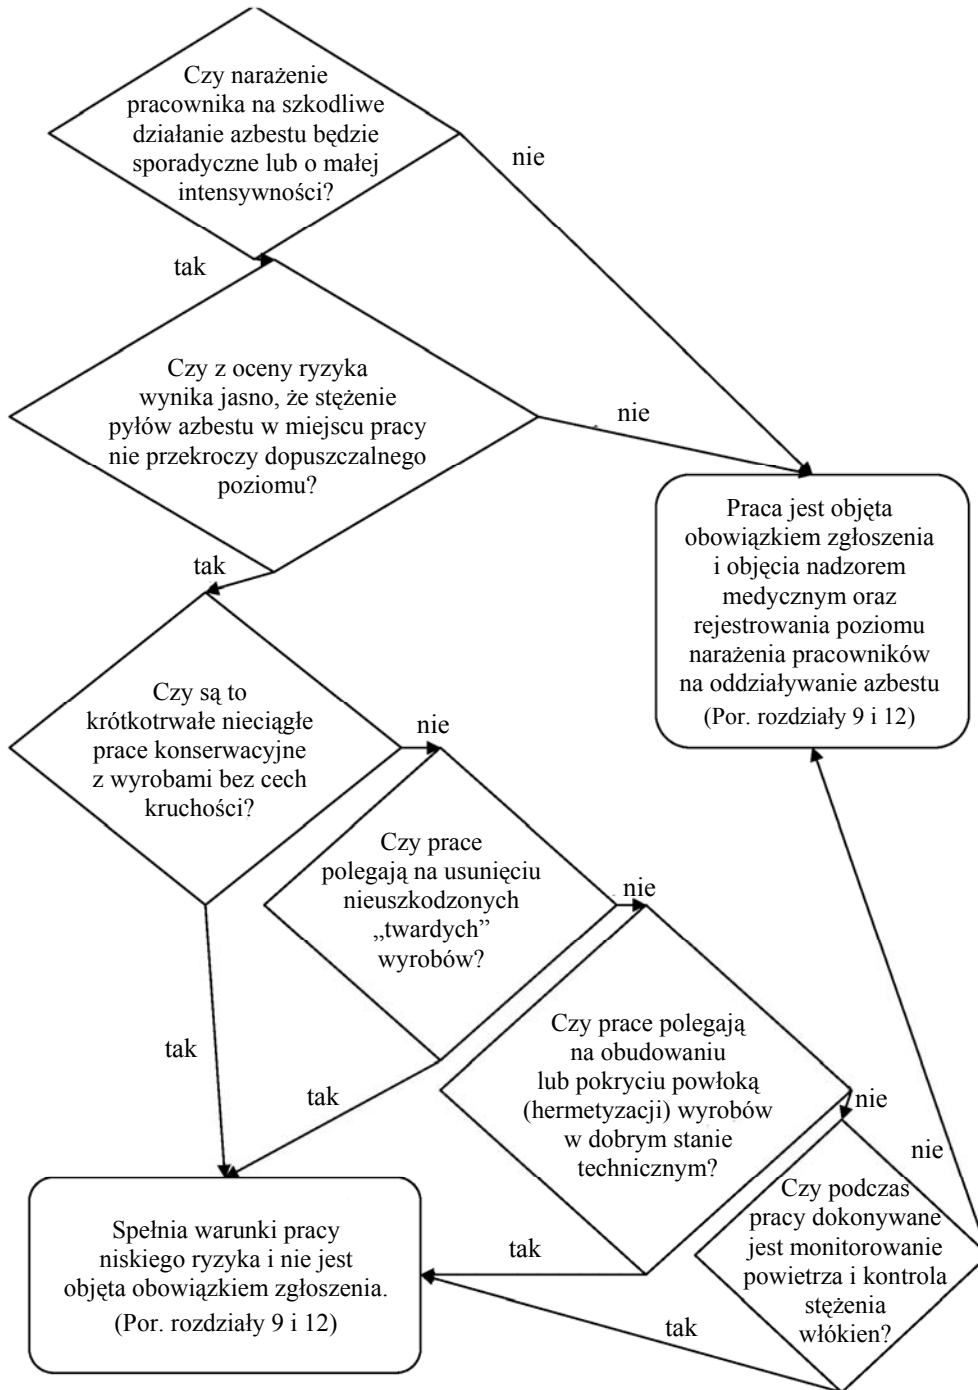 Czy narażenie
pracownika na szkodliwe
działanie azbestu będzie
sporadyczne lub o małej
intensywności?
nie
tak
Czy z oceny ryzyka
wynika jasno, że stężenie
pyłów azbestu w miejscu pracy
nie przekroczy dopuszczalnego
poziomu?
nie
tak
Praca jest objęta
obowiązkiem zgłoszenia
i objęcia nadzorem
medycznym oraz
rejestrowania poziomu
narażenia pracowników
na oddziaływanie azbestu
(Por. rozdziały 9 i 12)
Czy są to
krótkotrwałe nieciągłe
prace konserwacyjne
z wyrobami bez cech
kruchości?
nie
tak
Czy prace
polegają na usunięciu
nieuszkodzonych
„twardych”
wyrobów?
nie
tak
Czy prace polegają
na obudowaniu
lub pokryciu powłoką
(hermetyzacji) wyrobów
w dobrym stanie
technicznym?
nie
tak
Czy podczas
pracy dokonywane
jest monitorowanie
powietrza i kontrola
stężenia
włókien?
nie
tak
Spełnia warunki pracy
niskiego ryzyka i nie jest
objęta obowiązkiem zgłoszenia.
(Por. rozdziały 9 i 12)